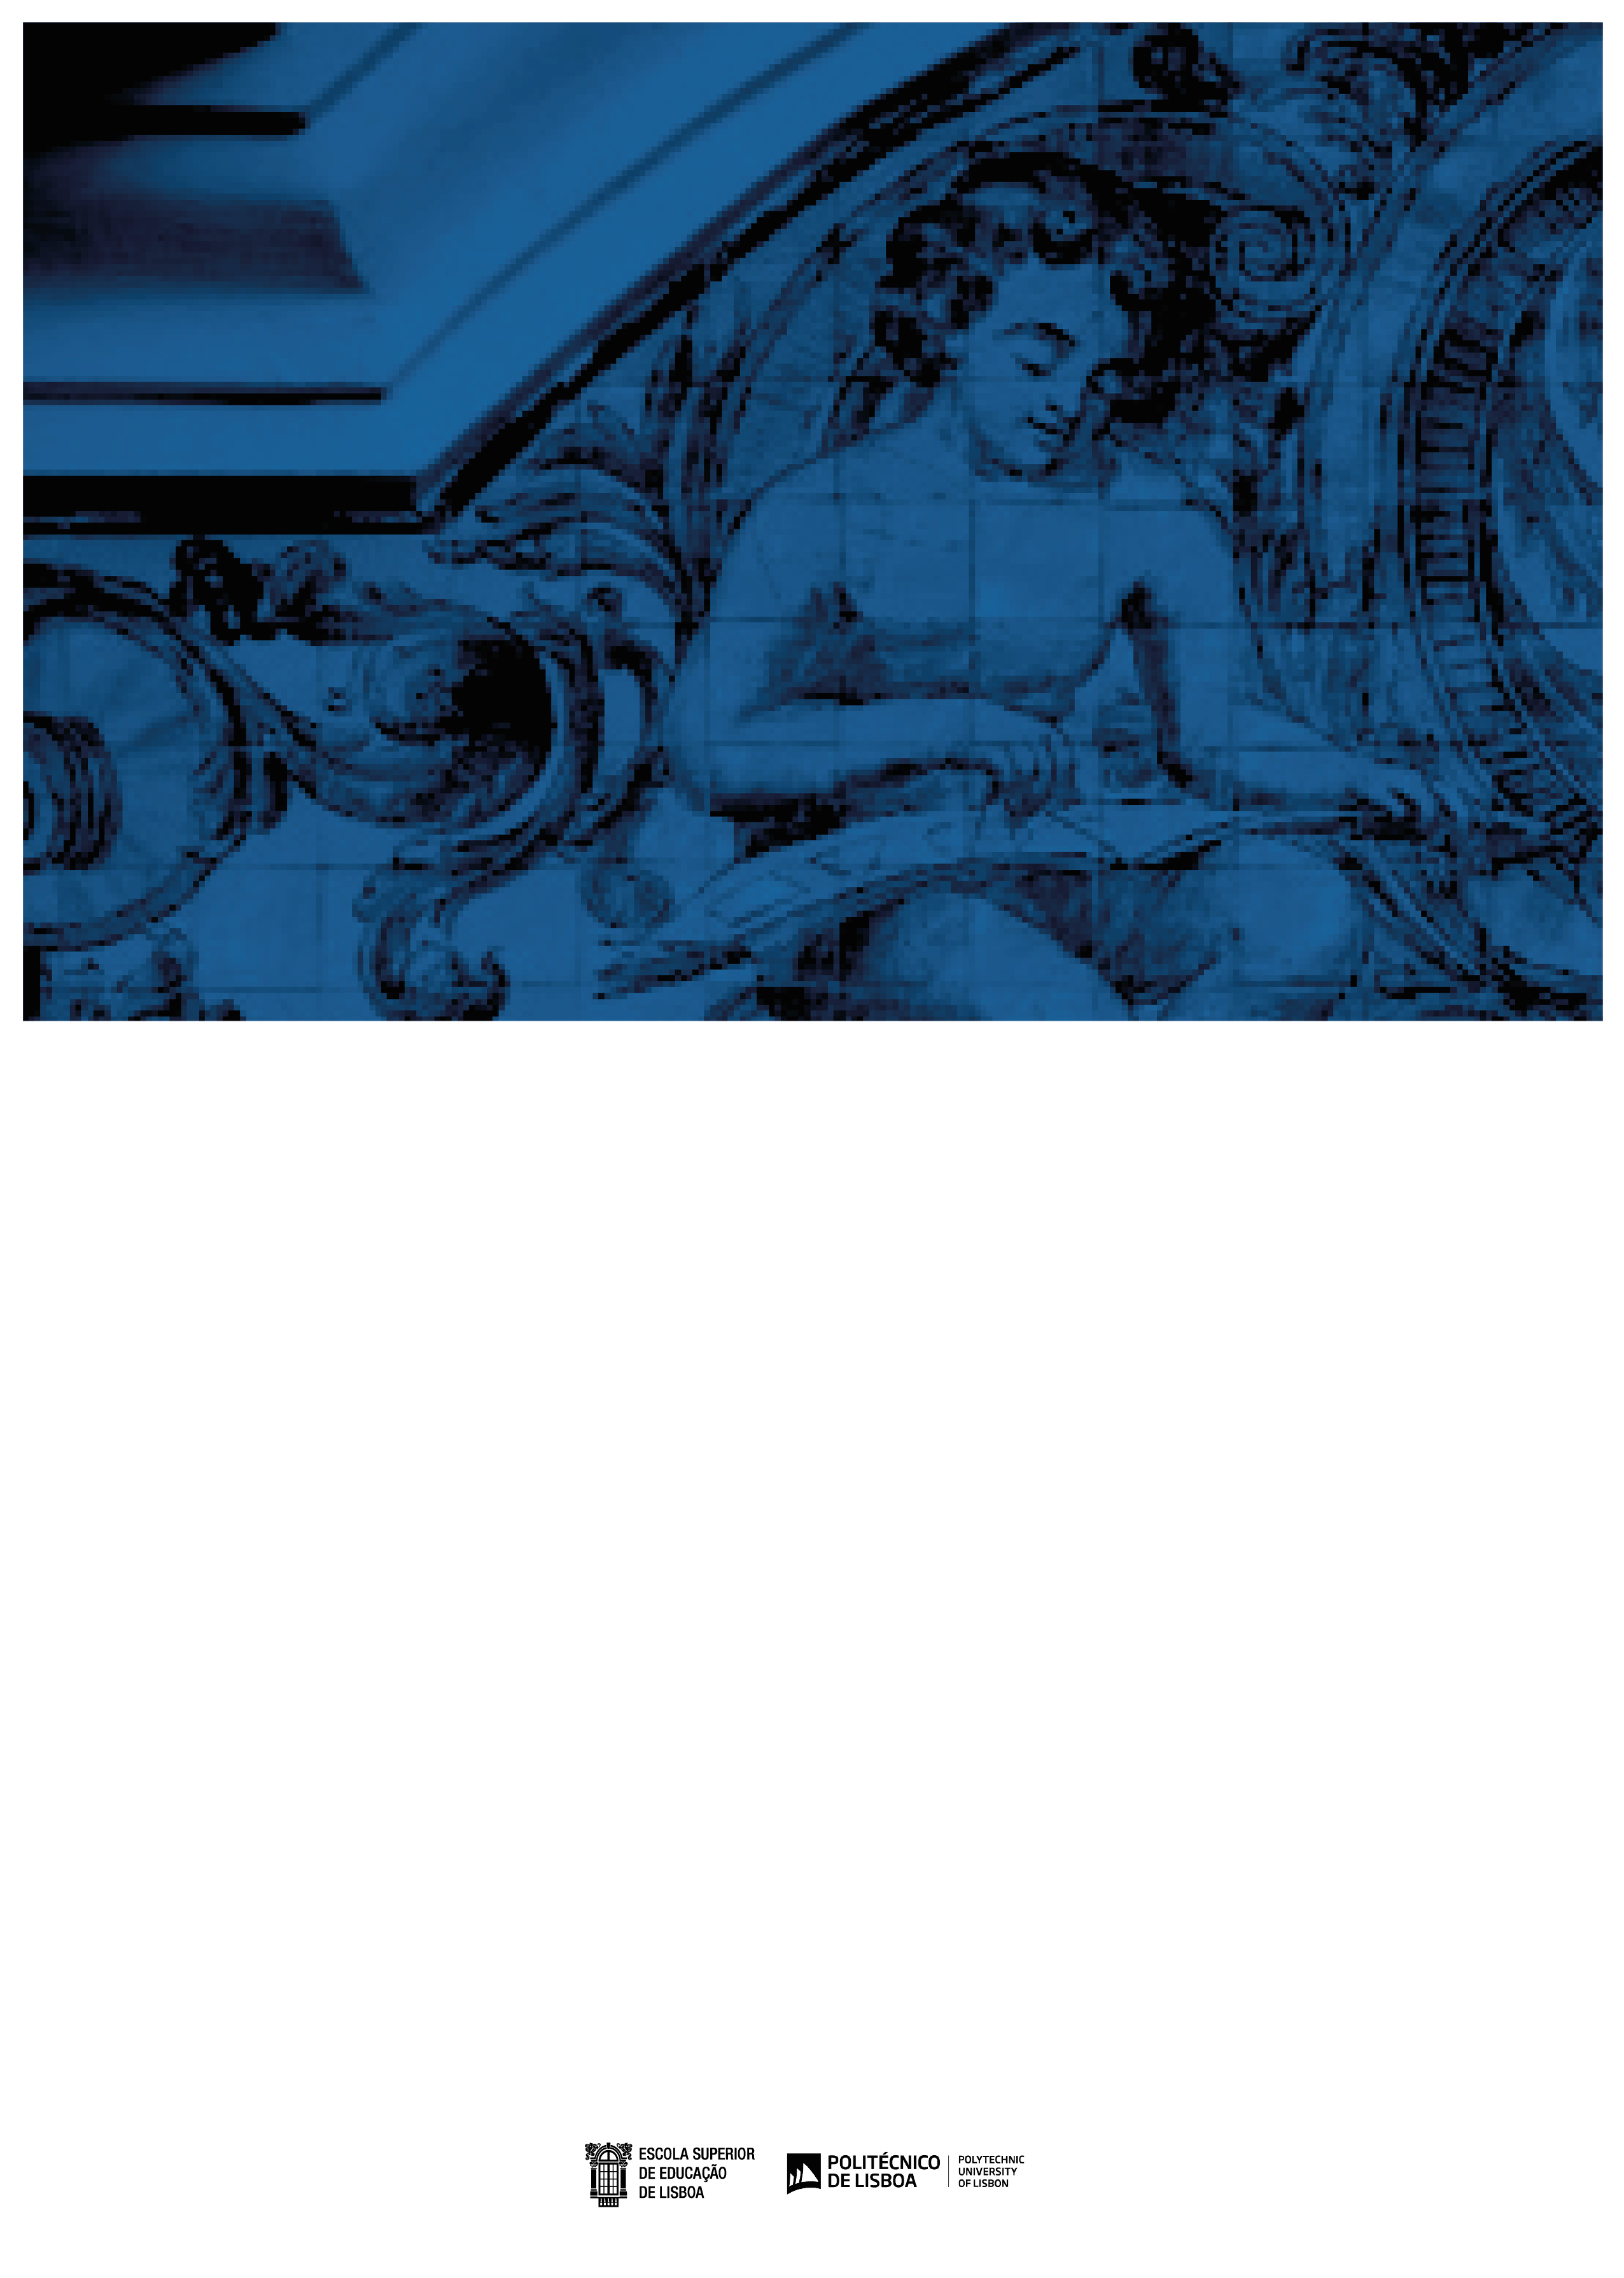 ESCOLA SUPERIOR
DE EDUCAÇÃO
DE LISBOA
POLITÉCNICO
DE LISBOA
POLYTECHNIC
UNIVERSITY
OF LISBON